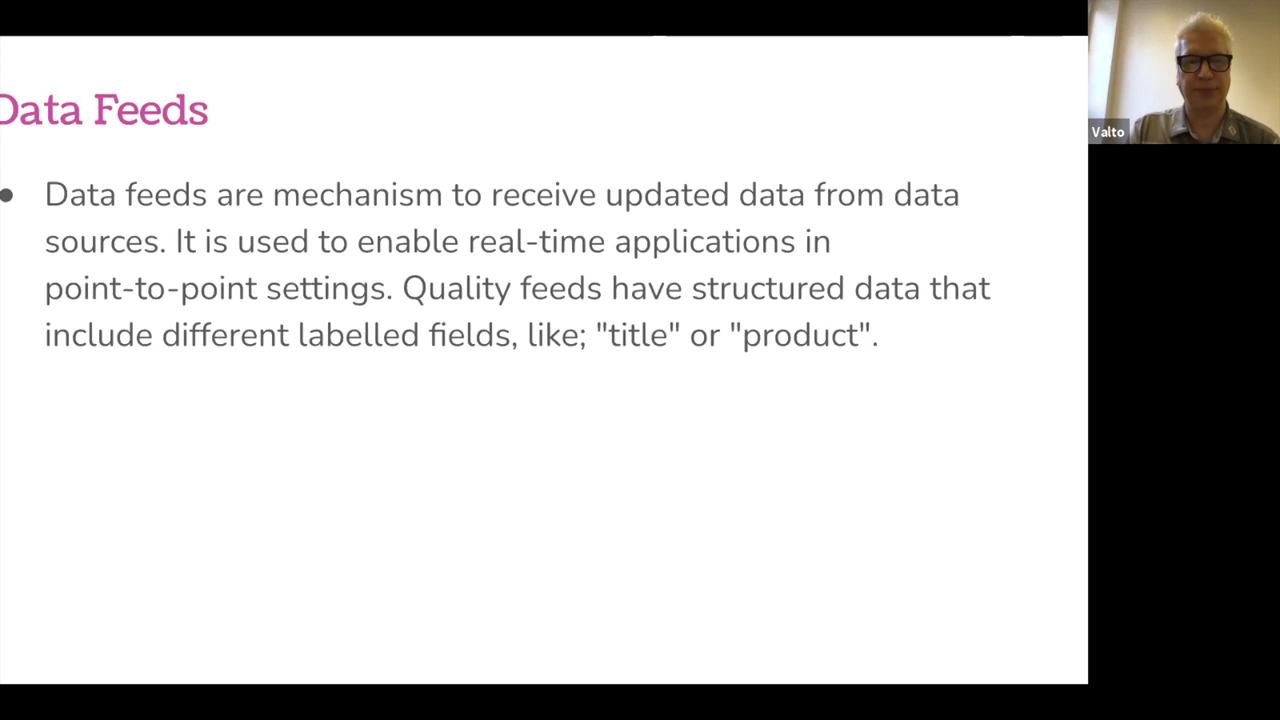 Data Feeds
● Data feeds are mechanism to receive updated data from data
sources. It is used to enable real-time applications in
point-to-point settings. Quality feeds have structured data that
include different labelled fields, like; "title" or "product".
Valto